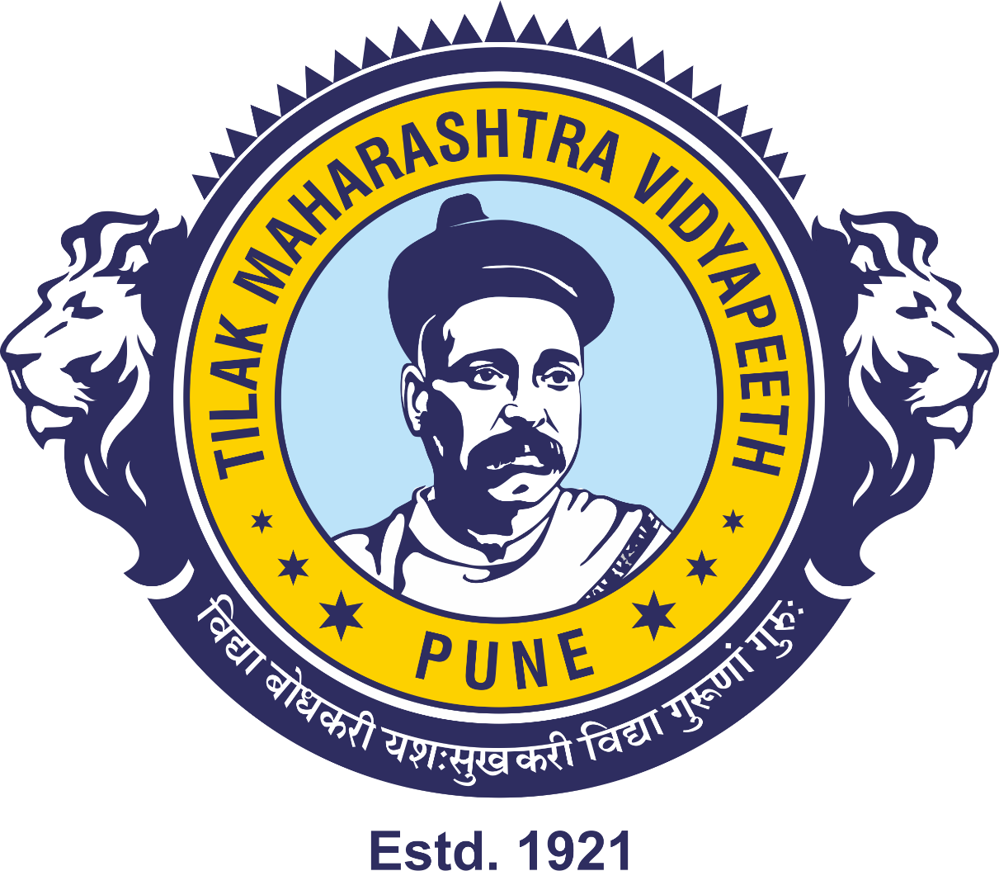 TILAK MAHARASHTRA VIDYAPEETH
PUNE
विद्या बोधकरी यशःसुखकरी विद्या गुरूणां गुरुः
Estd. 1921